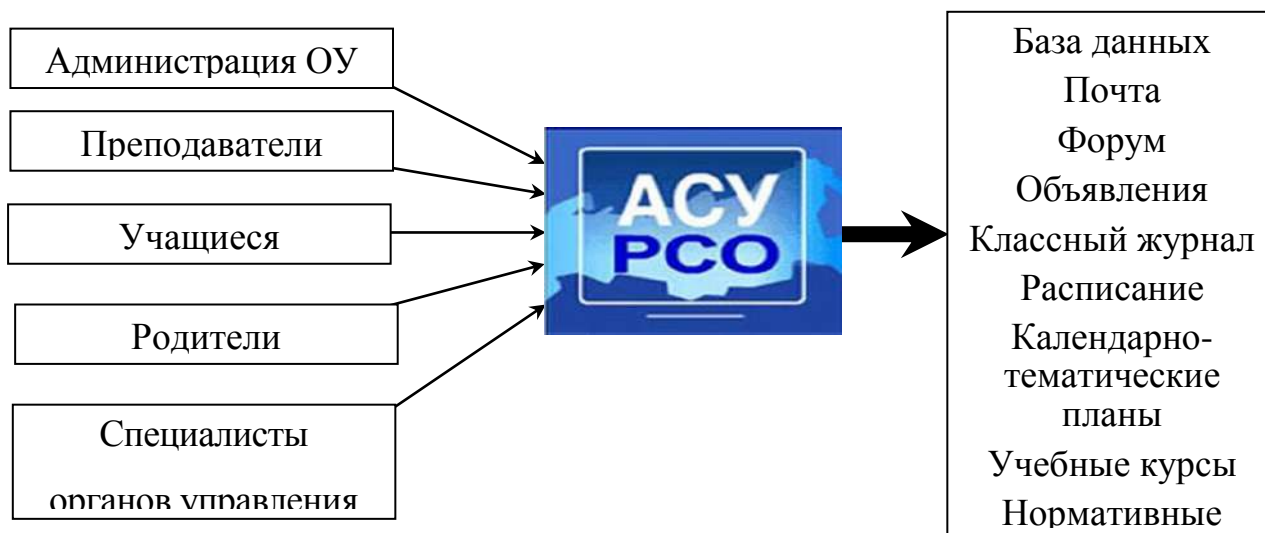 Администрация ОУ
Преподаватели
Учащиеся
Родители
Специалисты
органов управления
АСУ
РСО
База данных
Почта
Форум
Объявления
Классный журнал
Расписание
Календарно-
тематические
планы
Учебные курсы
Нормативные